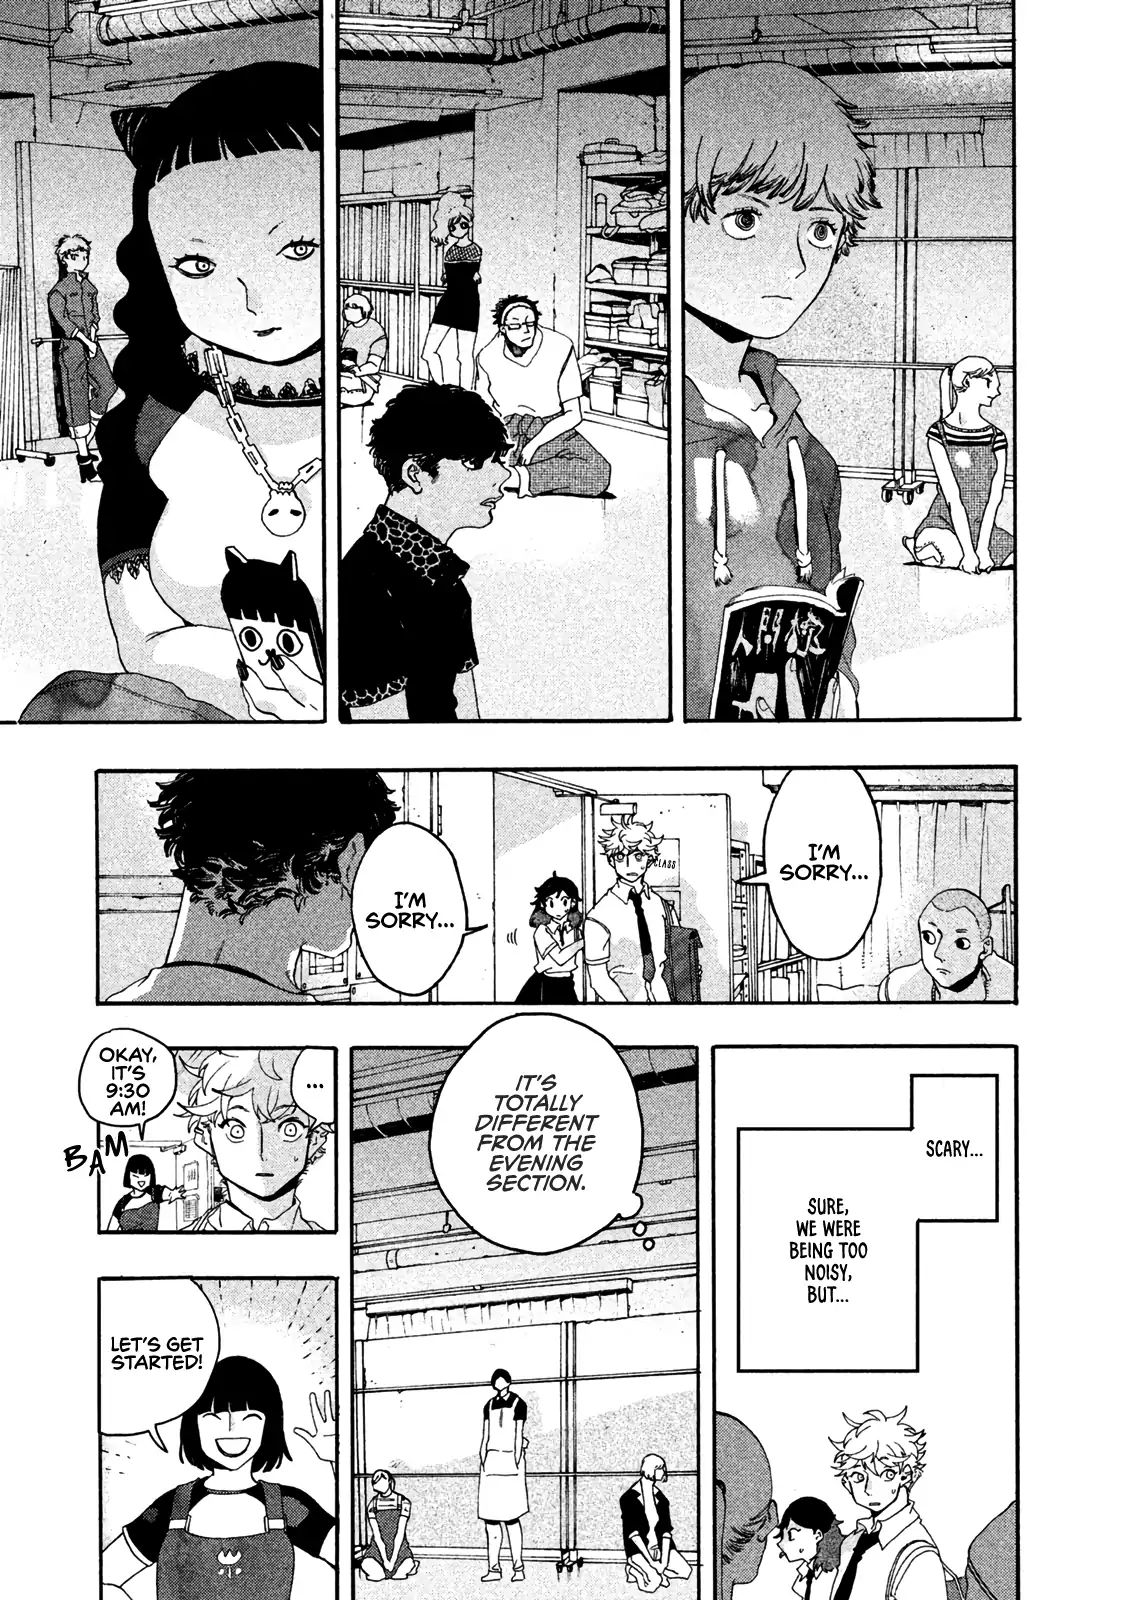 人間椅
I'M
SORRY...
CLASS
I'M
SORRY...
SCARY...
SURE,
WE WERE
BEING TOO
NOISY,
BUT...
IT'S
TOTALLY
DIFFERENT
FROM THE
EVENING
SECTION.
...
OKAY,
IT'S
9:30
AM!
BAM
LET'S GET
STARTED!